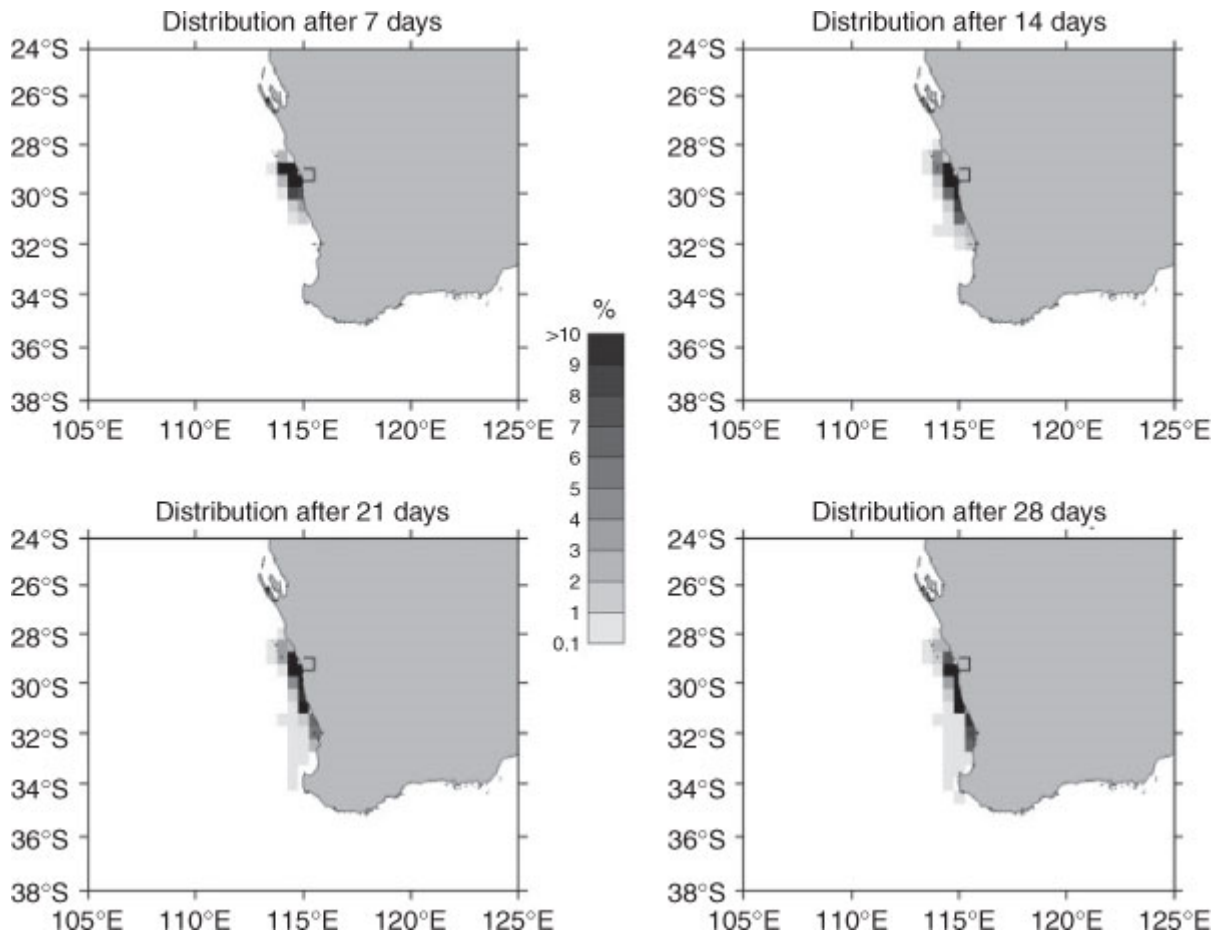 Distribution after 7 days
24°S
26°S
28°S
30°S
32°S
34°S
36°S
38°S
105°E 110°E 115°E 120°E 125°E
Distribution after 14 days
24°S
26°S
28°S
30°S
32°S
34°S
36°S
38°S
105°E 110°E 115°E 120°E 125°E
%
>10
9
8
7
6
5
4
3
2
1
0.1
Distribution after 21 days
24°S
26°S
28°S
30°S
32°S
34°S
36°S
38°S
105°E 110°E 115°E 120°E 125°E
Distribution after 28 days
24°S
26°S
28°S
30°S
32°S
34°S
36°S
38°S
105°E 110°E 115°E 120°E 125°E